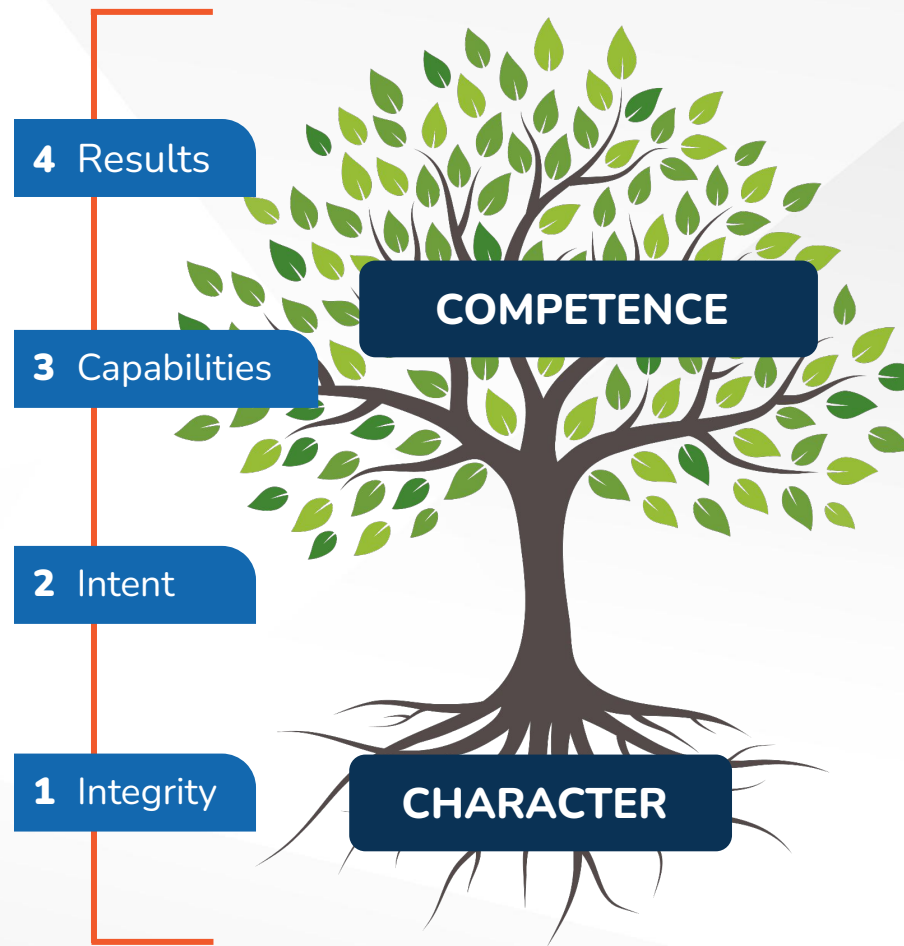 4 Results
COMPETENCE
3 Capabilities
2 Intent
1 Integrity
CHARACTER